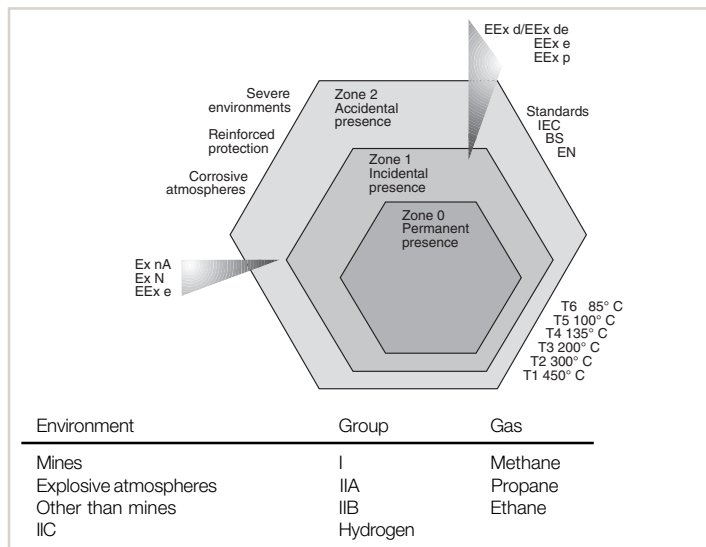 EEx d/EEx de
EEx e
EEx p
Severe
environments
Reinforced
protection
Corrosive
atmospheres
Zone 2
Accidental
presence
Standards
IEC
BS
EN
Zone 1
Incidental
presence
Zone 0
Permanent
presence
Ex nA
Ex N
EEx e
T6 85° C
T5 100° C
T4 135° C
T3 200° C
T2 300° C
T1 450° C
Environment Group Gas
Mines I Methane
Explosive atmospheres IIA Propane
Other than mines IIB Ethane
IIC Hydrogen